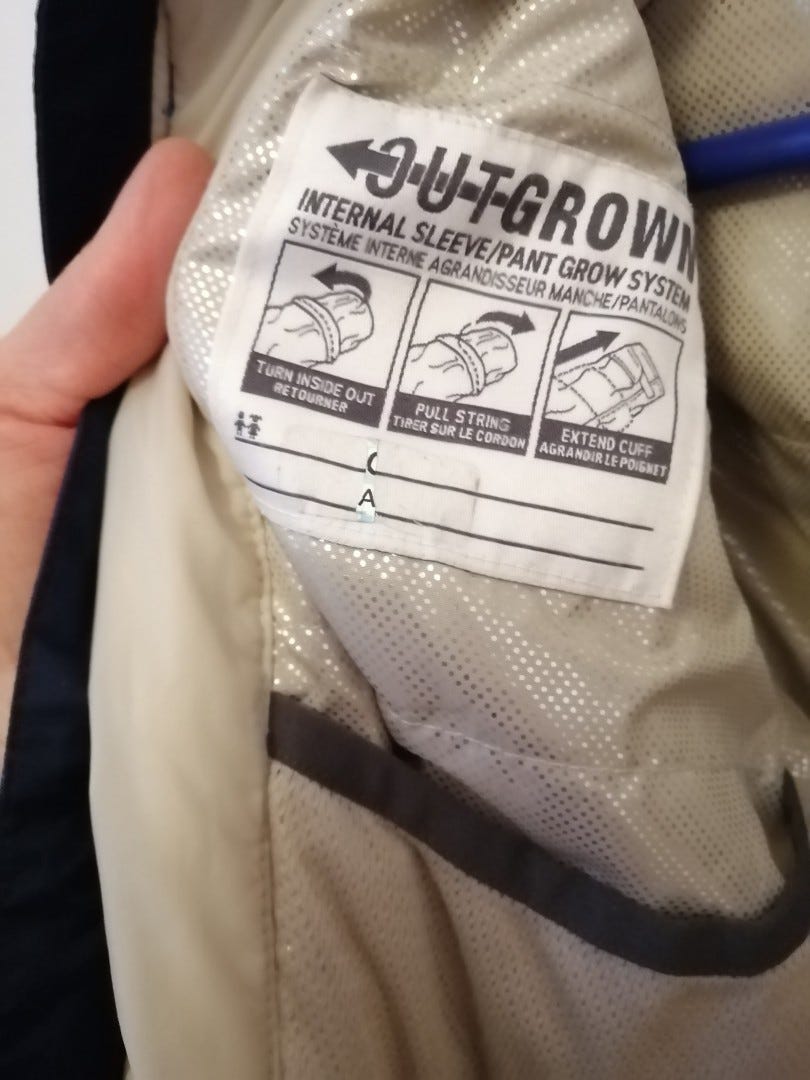 OUTGROWN
INTERNAL SLEEVE/PANT GROW SYSTEM
SYSTÈME INTERNE AGRANDISSEUR MANCHE/PANTALONS
TURN INSIDE OUT
RETOURNER
PULL STRING
TIRER SUR LE CORDON
EXTEND CUFF
AGRANDIR LE POIGNET
A